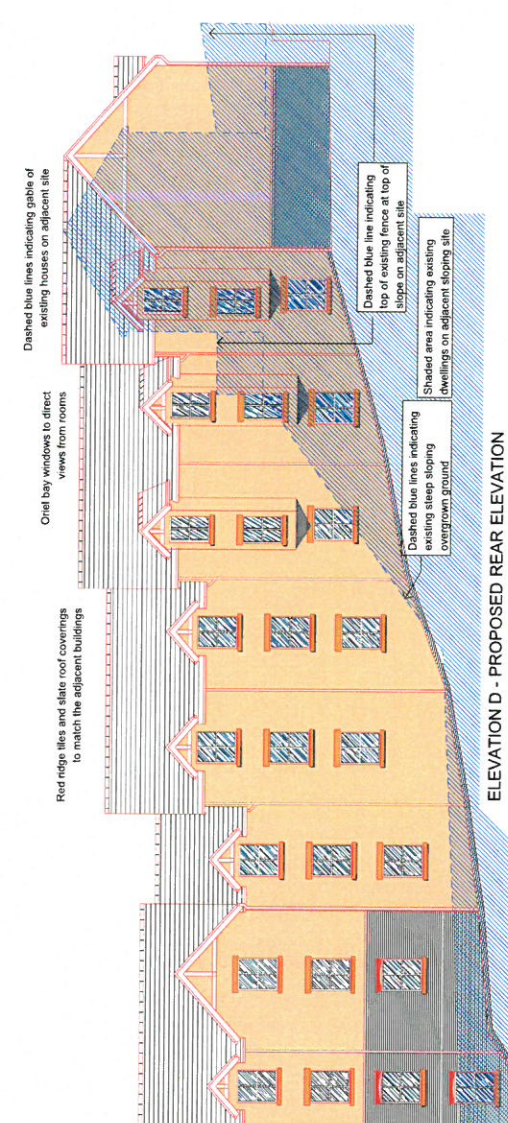 Dashed blue lines indicating gable of
existing houses on adjacent site
Oriel bay windows to direct
views from rooms
Red ridge tiles and slate roof coverings
to match the adjacent buildings
Dashed blue line indicating
top of existing fence at top of
slope on adjacent site
Shaded area indicating existing
dwellings on adjacent sloping site
Dashed blue lines indicating
existing steep sloping
overgrown ground
ELEVATION D - PROPOSED REAR ELEVATION